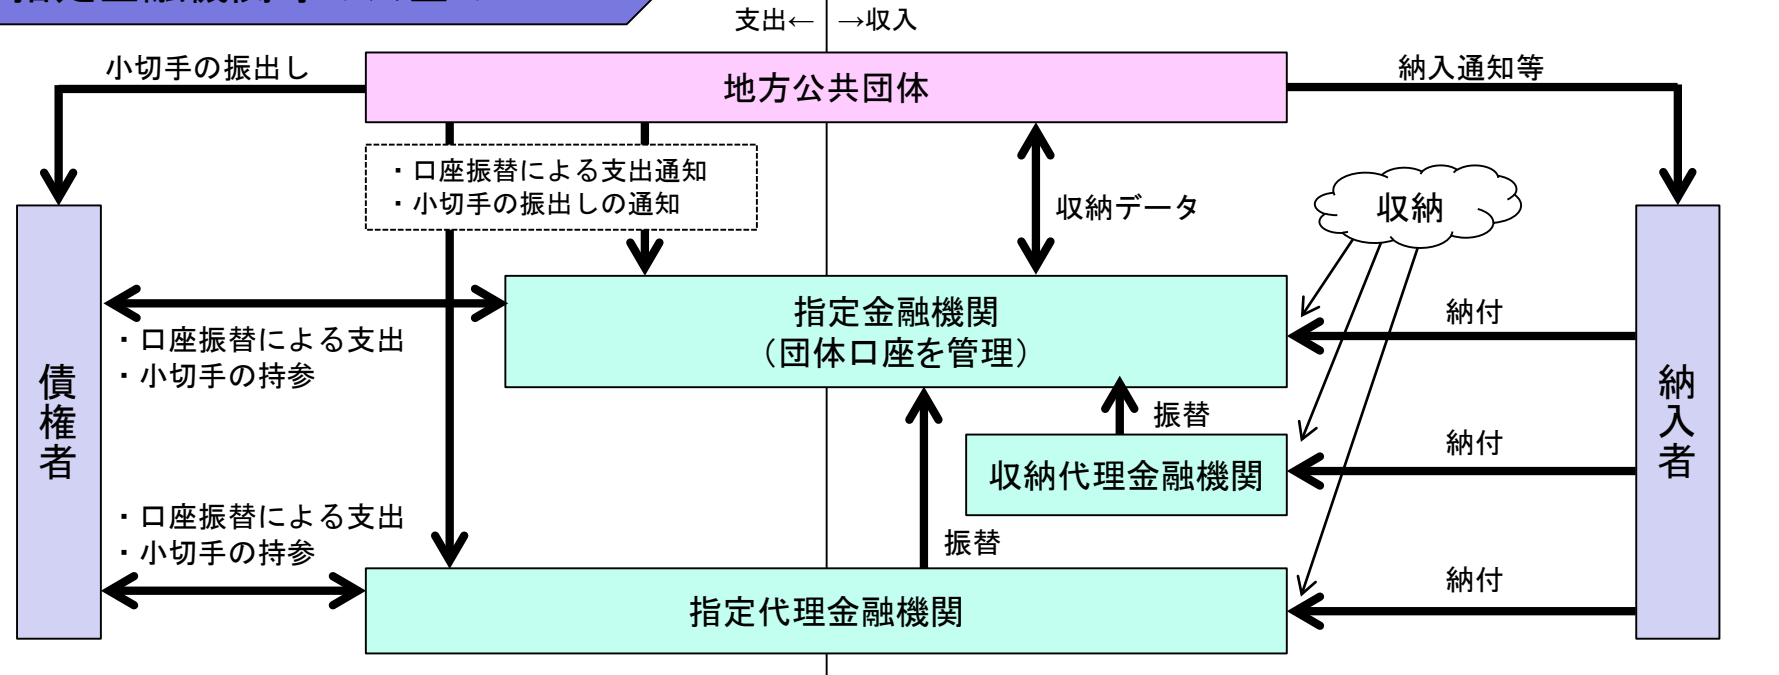 支出← →収入
小切手の振出し
地方公共団体
納入通知等
・口座振替による支出通知
・小切手の振出しの通知
収納データ
収納
指定金融機関
（団体口座を管理）
納付
・口座振替による支出
・小切手の持参
債権者
納入者
振替
納付
収納代理金融機関
・口座振替による支出
・小切手の持参
振替
納付
指定代理金融機関